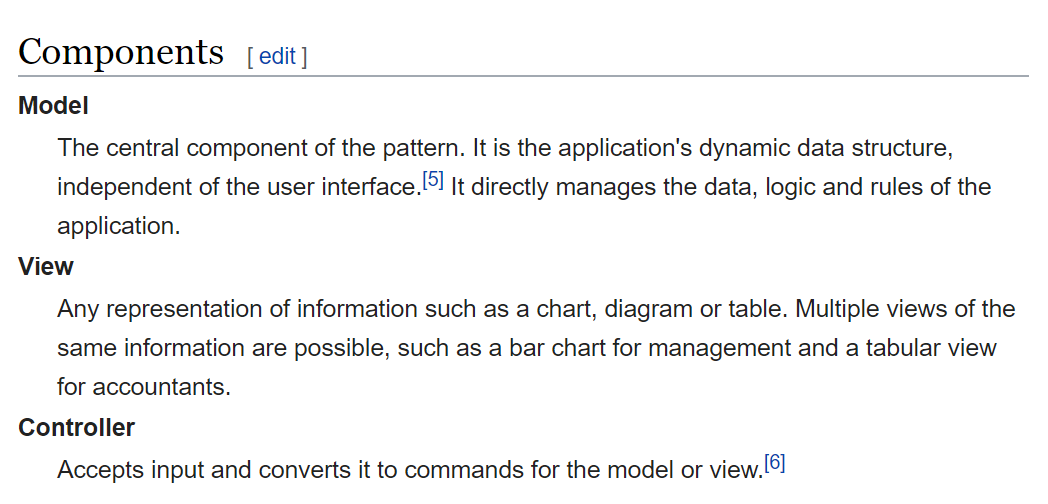 Components [ edit ]
Model
The central component of the pattern. It is the application's dynamic data structure,
independent of the user interface.[5] It directly manages the data, logic and rules of the
application.
View
Any representation of information such as a chart, diagram or table. Multiple views of the
same information are possible, such as a bar chart for management and a tabular view
for accountants.
Controller
Accepts input and converts it to commands for the model or view.[6]